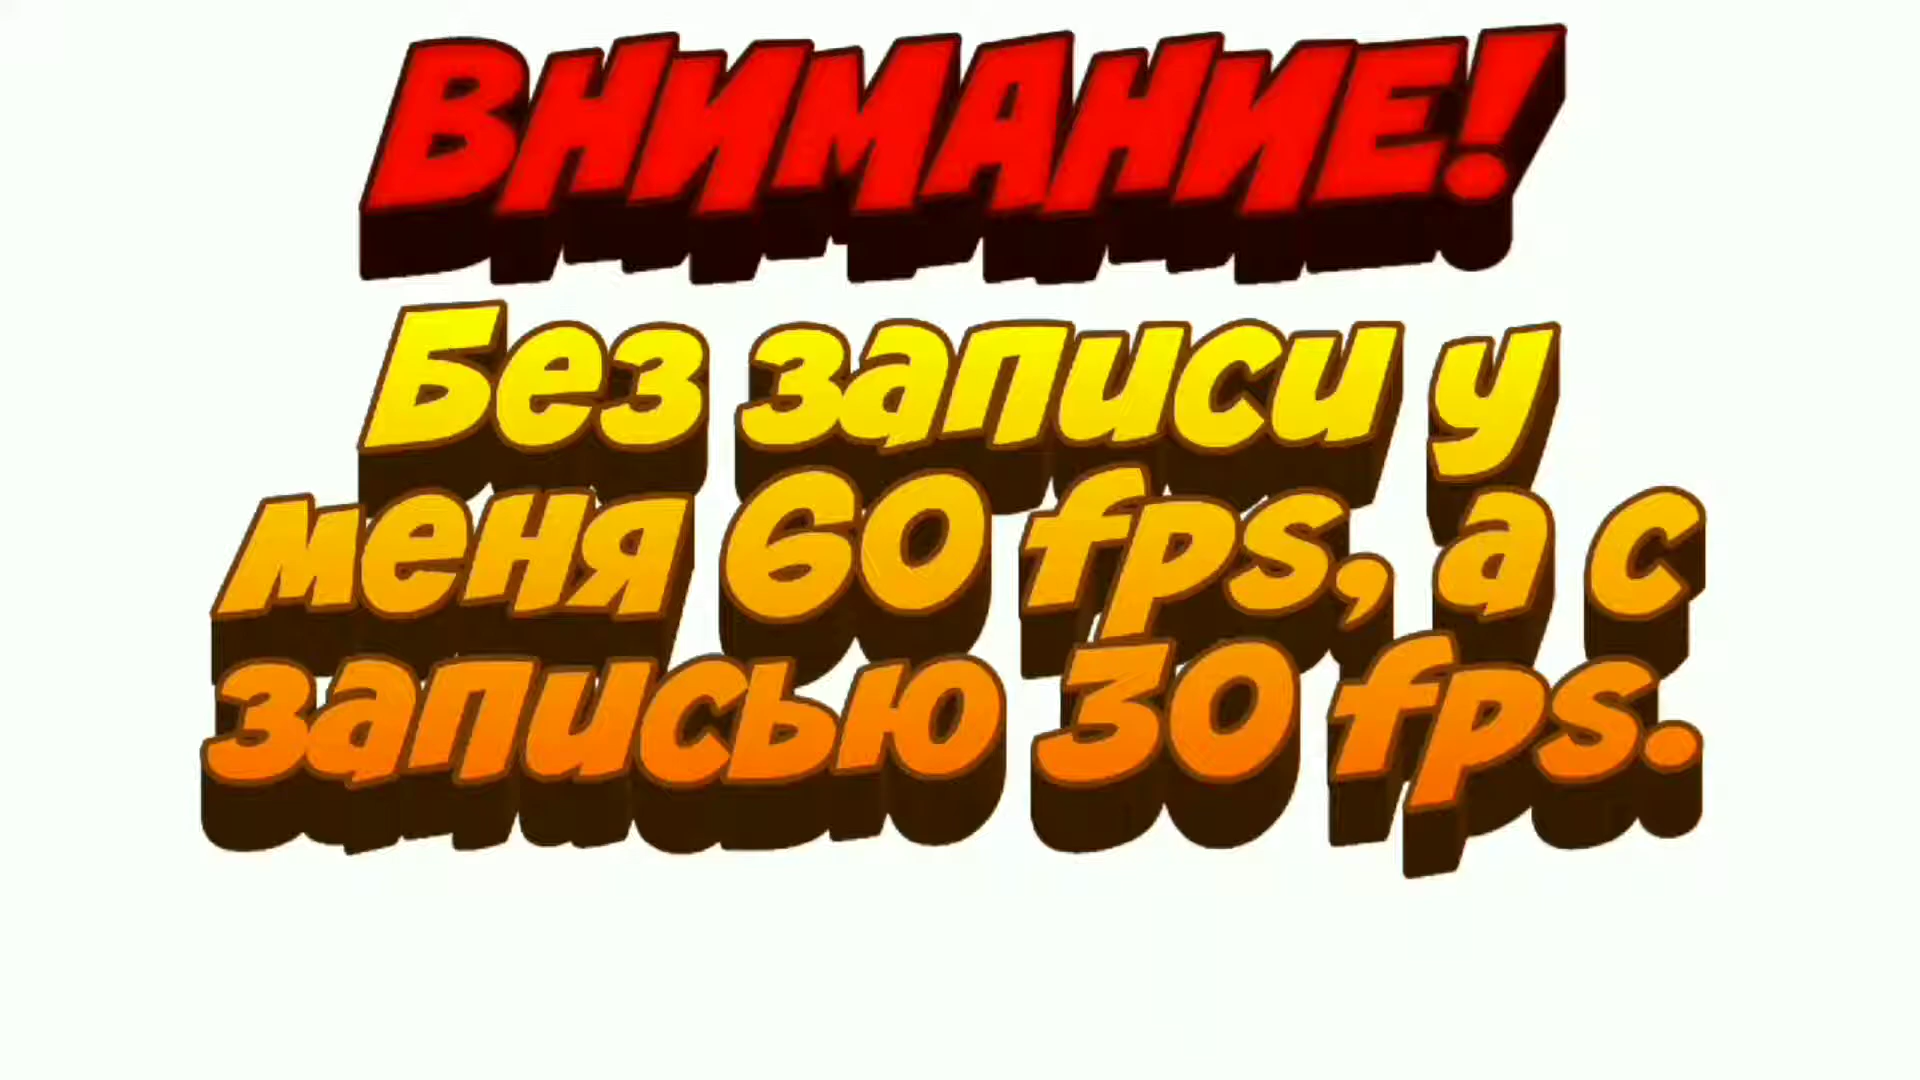 ВНИМАНИЕ!
Без записи у
меня 60 fps, а с
записью 30 fps.